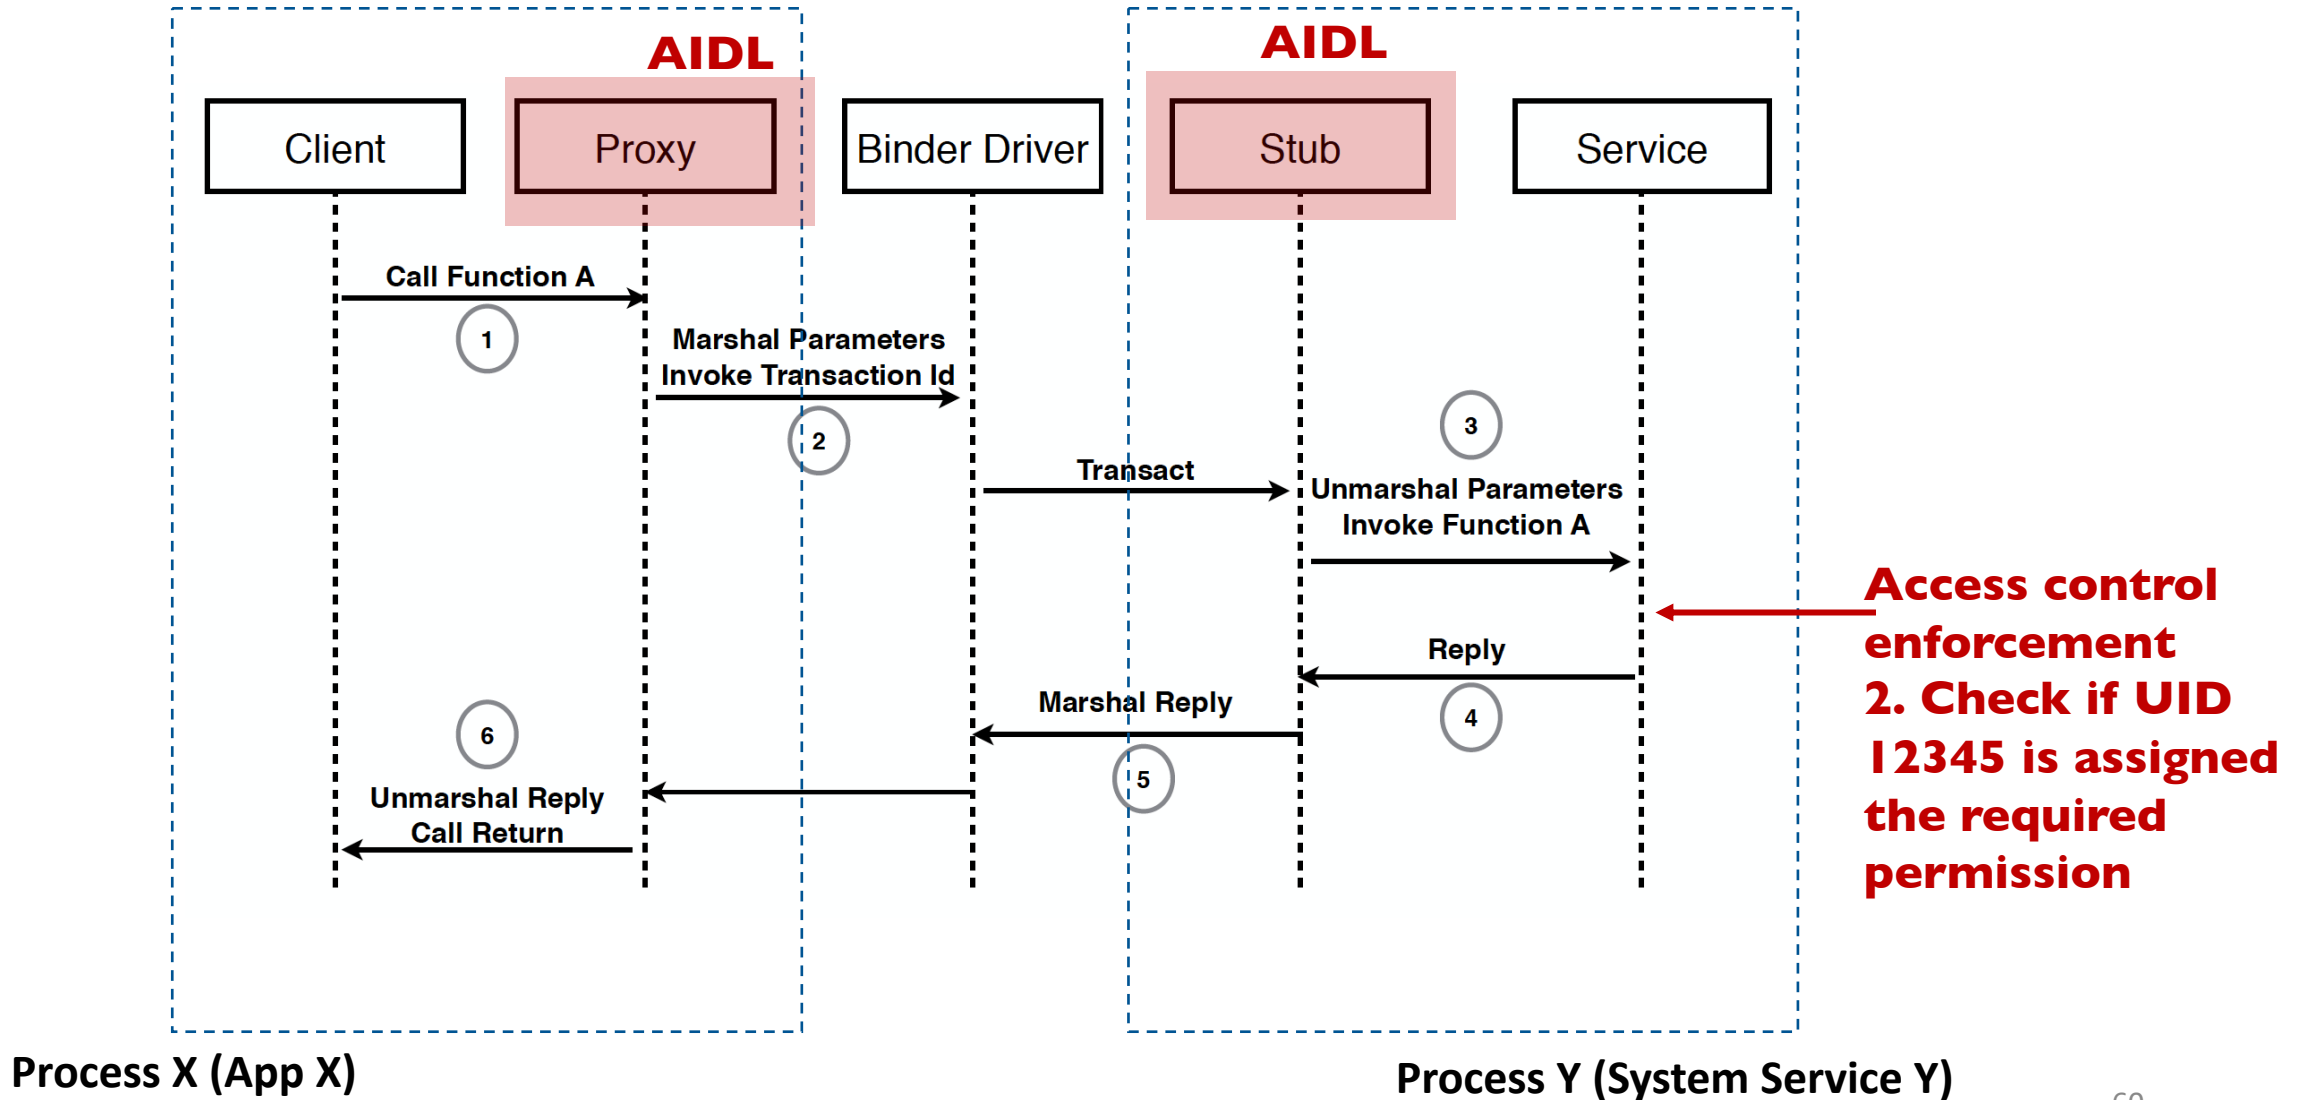 AIDL
AIDL
Client
Proxy
Binder Driver
Stub
Service
Call Function A
1
Marshal Parameters
Invoke Transaction Id
2
Transact
3
Unmarshal Parameters
Invoke Function A
Access control
enforcement
2. Check if UID
12345 is assigned
the required
permission
Reply
4
Marshal Reply
5
6
Unmarshal Reply
Call Return
Process X (App X)
Process Y (System Service Y)